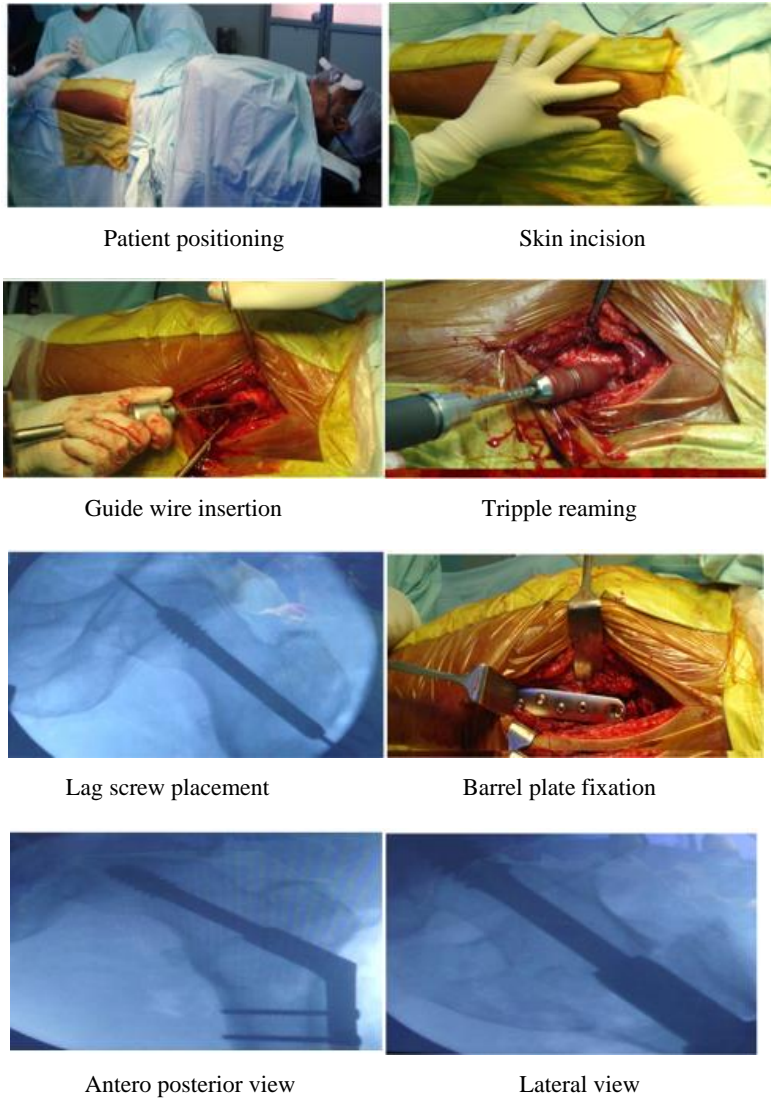 Patient positioning
Skin incision
Guide wire insertion
Tripple reaming
Lag screw placement
Barrel plate fixation
Antero posterior view
Lateral view